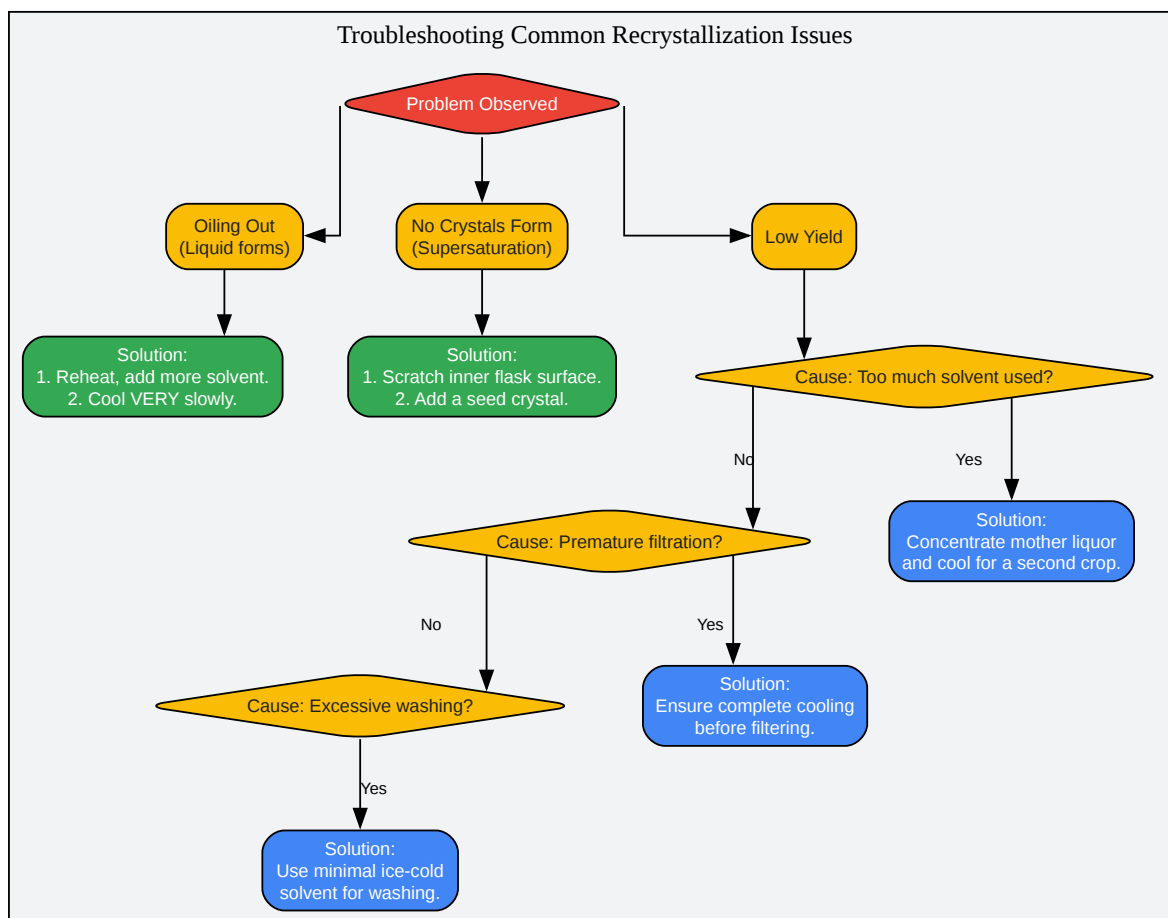 Troubleshooting Common Recrystallization Issues
Problem Observed
Oiling Out
(Liquid forms)
No Crystals Form
(Supersaturation)
Low Yield
Solution:
1. Reheat, add more solvent.
2. Cool VERY slowly.
Solution:
1. Scratch inner flask surface.
2. Add a seed crystal.
Cause: Too much solvent used?
No
Yes
Cause: Premature filtration?
Solution:
Concentrate mother liquor
and cool for a second crop.
No
Yes
Cause: Excessive washing?
Solution:
Ensure complete cooling
before filtering.
Yes
Solution:
Use minimal ice-cold
solvent for washing.